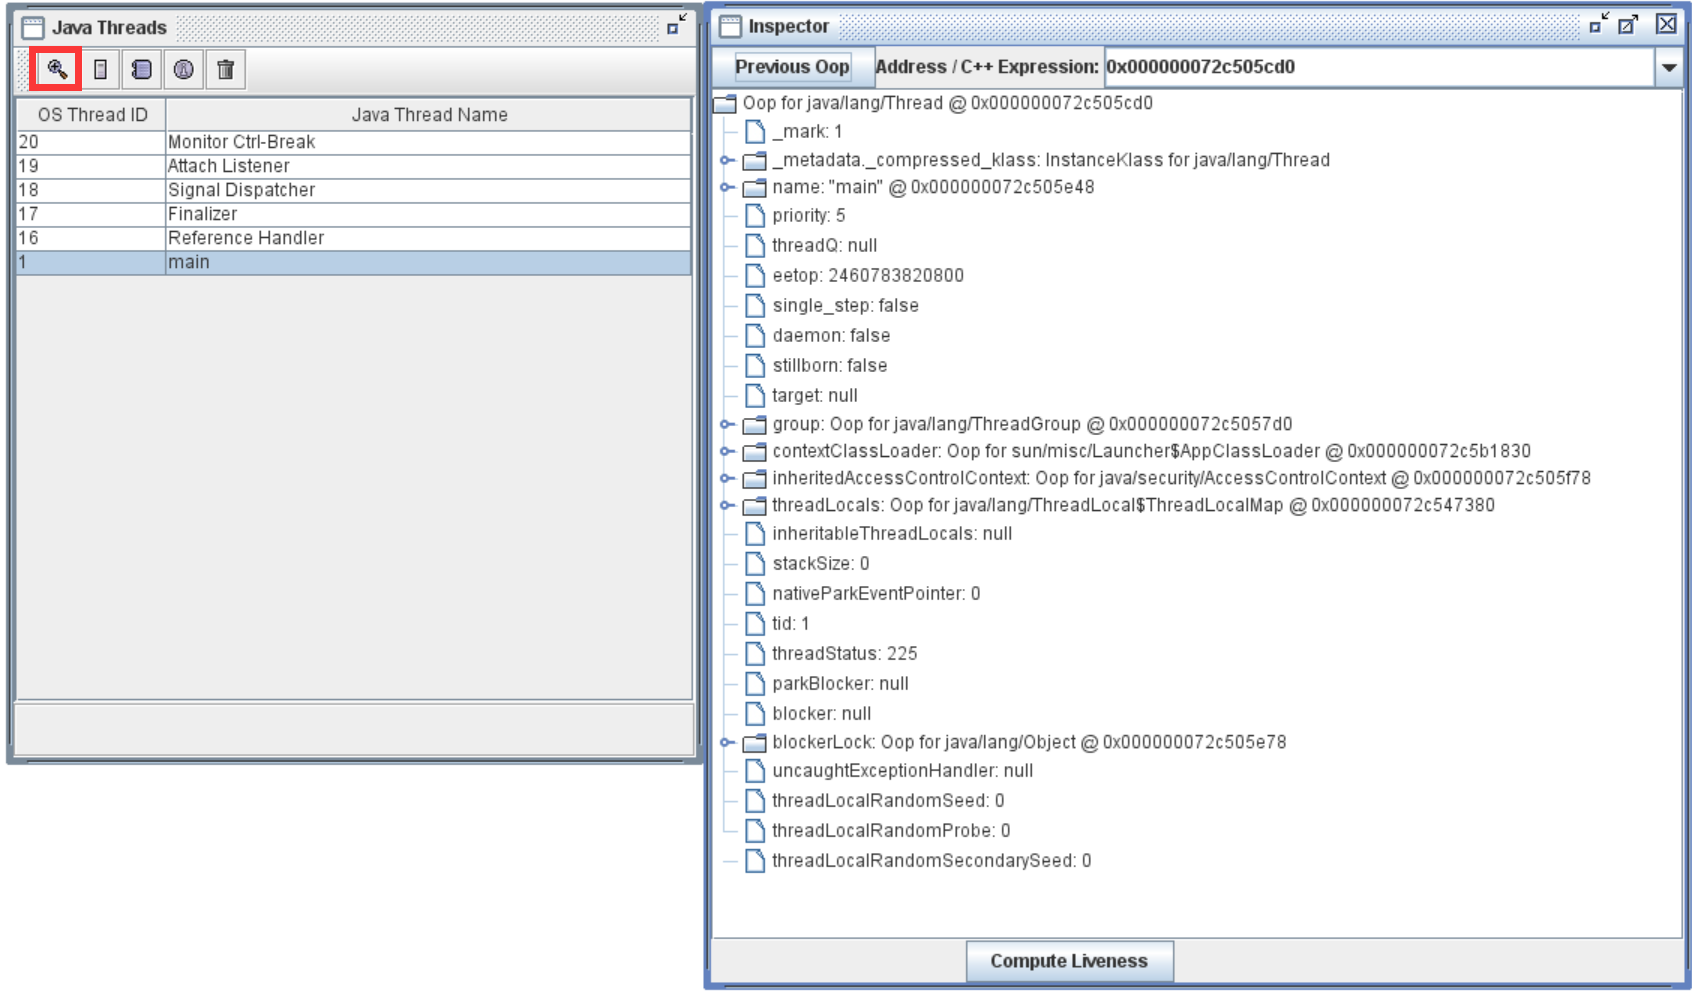 Java Threads
OS Thread ID Java Thread Name
20 Monitor Ctrl-Break
19 Attach Listener
18 Signal Dispatcher
17 Finalizer
16 Reference Handler
1 main
Inspector
Previous Oop Address / C++ Expression: 0x000000072c505cd0
Oop for java/lang/Thread @ 0x000000072c505cd0
_mark: 1
_metadata._compressed_klass: InstanceKlass for java/lang/Thread
name: "main" @ 0x000000072c505e48
priority: 5
threadQ: null
eetop: 2460783820800
single_step: false
daemon: false
stillborn: false
target: null
group: Oop for java/lang/ThreadGroup @ 0x000000072c5057d0
contextClassLoader: Oop for sun/misc/Launcher$AppClassLoader @ 0x000000072c5b1830
inheritedAccessControlContext: Oop for java/security/AccessControlContext @ 0x000000072c505f78
threadLocals: Oop for java/lang/ThreadLocal$ThreadLocalMap @ 0x000000072c547380
inheritableThreadLocals: null
stackSize: 0
nativeParkEventPointer: 0
tid: 1
threadStatus: 225
parkBlocker: null
blocker: null
blockerLock: Oop for java/lang/Object @ 0x000000072c505e78
uncaughtExceptionHandler: null
threadLocalRandomSeed: 0
threadLocalRandomProbe: 0
threadLocalRandomSecondarySeed: 0
Compute Liveness